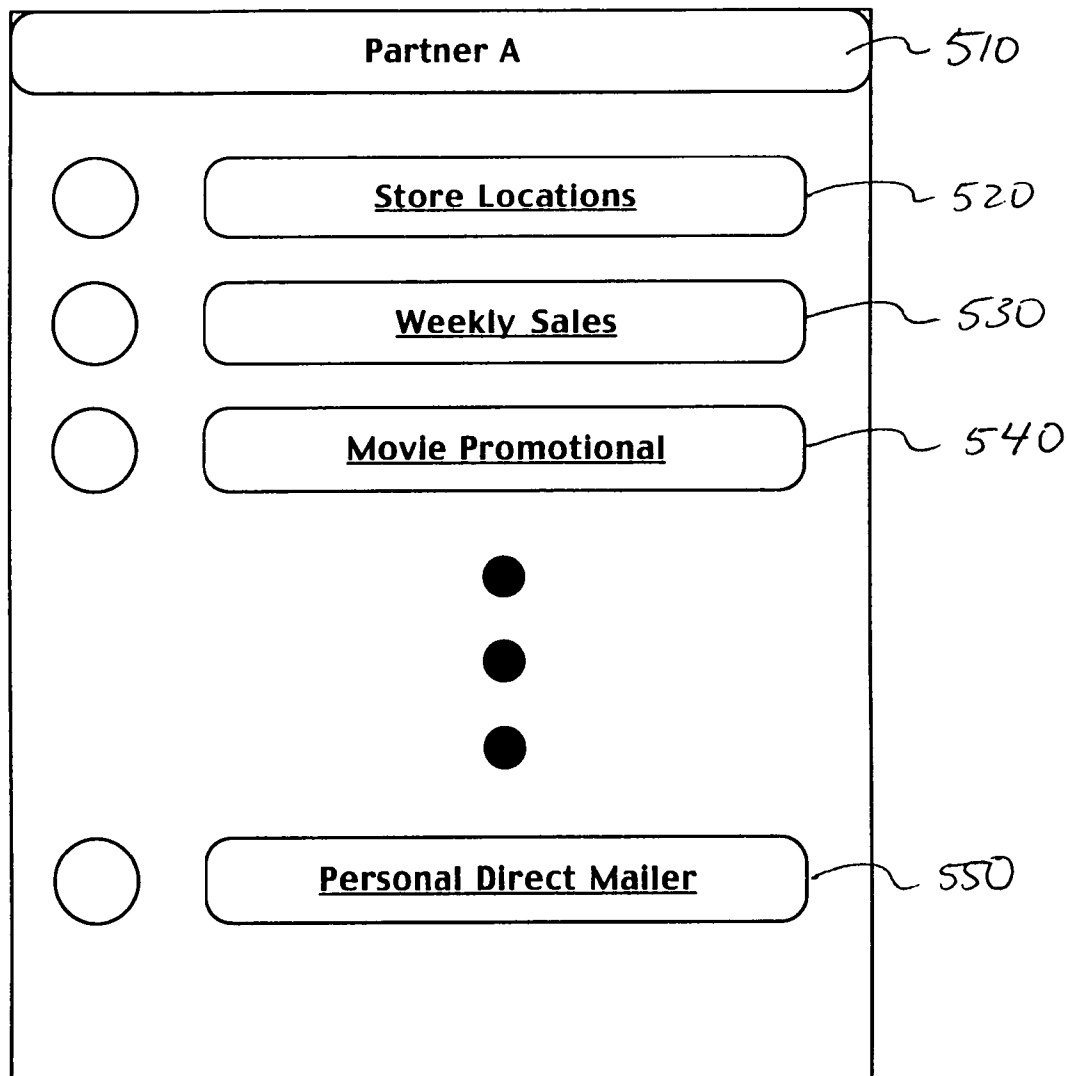 Partner A 510
Store Locations 520
Weekly Sales 530
Movie Promotional 540
Personal Direct Mailer 550